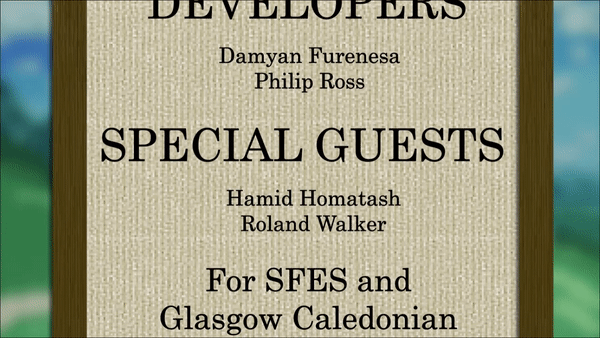 DEVELOPERS
Damyan Furenesa
Philip Ross
SPECIAL GUESTS
Hamid Homatash
Roland Walker
For SFES and
Glasgow Caledonian